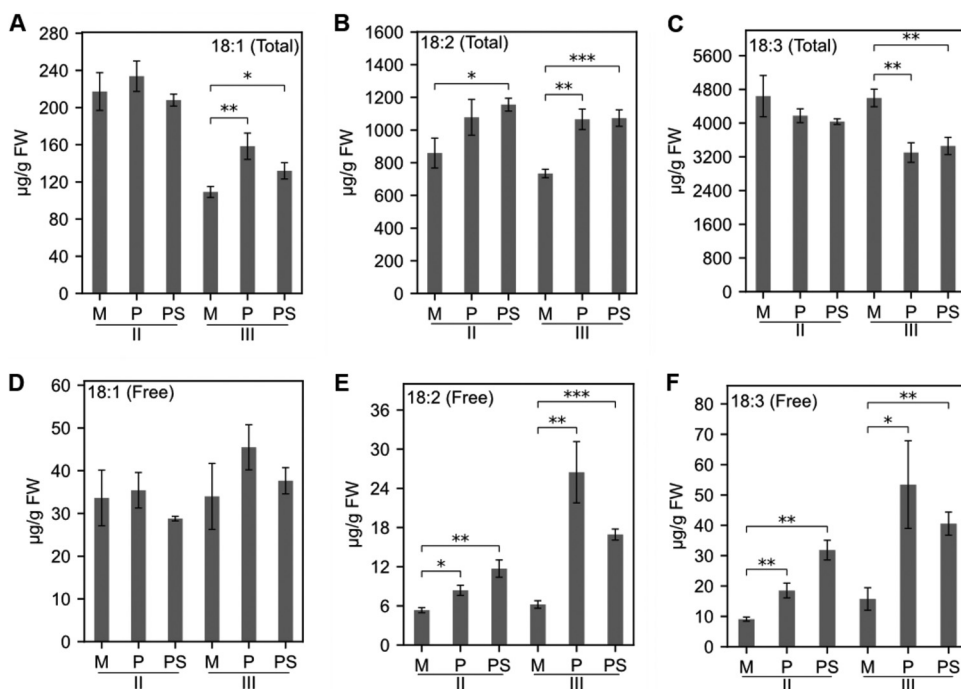 A
18:1 (Total)
µg/g FW
280
240
200
160
120
80
40
0
**
*
M P PS M P PS
II III
B
18:2 (Total)
µg/g FW
1600
1400
1200
1000
800
600
400
200
0
*
**
***
M P PS M P PS
II III
C
18:3 (Total)
µg/g FW
5600
4800
4000
3200
4000
2400
1600
800
0
**
**
M P PS M P PS
II III
D
18:1 (Free)
µg/g FW
60
50
40
30
20
10
0
M P PS M P PS
II III
E
18:2 (Free)
µg/g FW
36
30
24
18
12
6
0
*
**
**
***
M P PS M P PS
II III
F
18:3 (Free)
µg/g FW
80
70
60
50
40
30
20
10
0
**
**
*
**
M P PS M P PS
II III